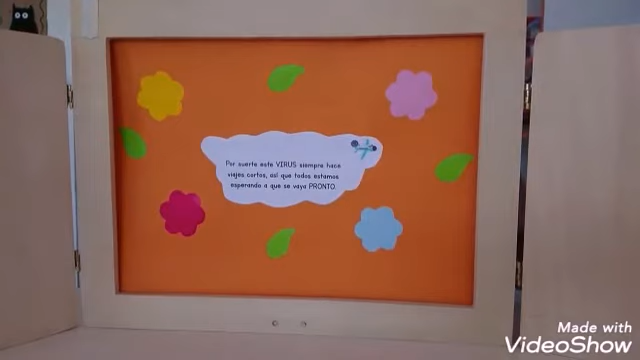 Por suerte este VIRUS siempre hace
viajes cortos, así que todos estamos
esperando a que se vaya PRONTO.
Made with
VideoShow